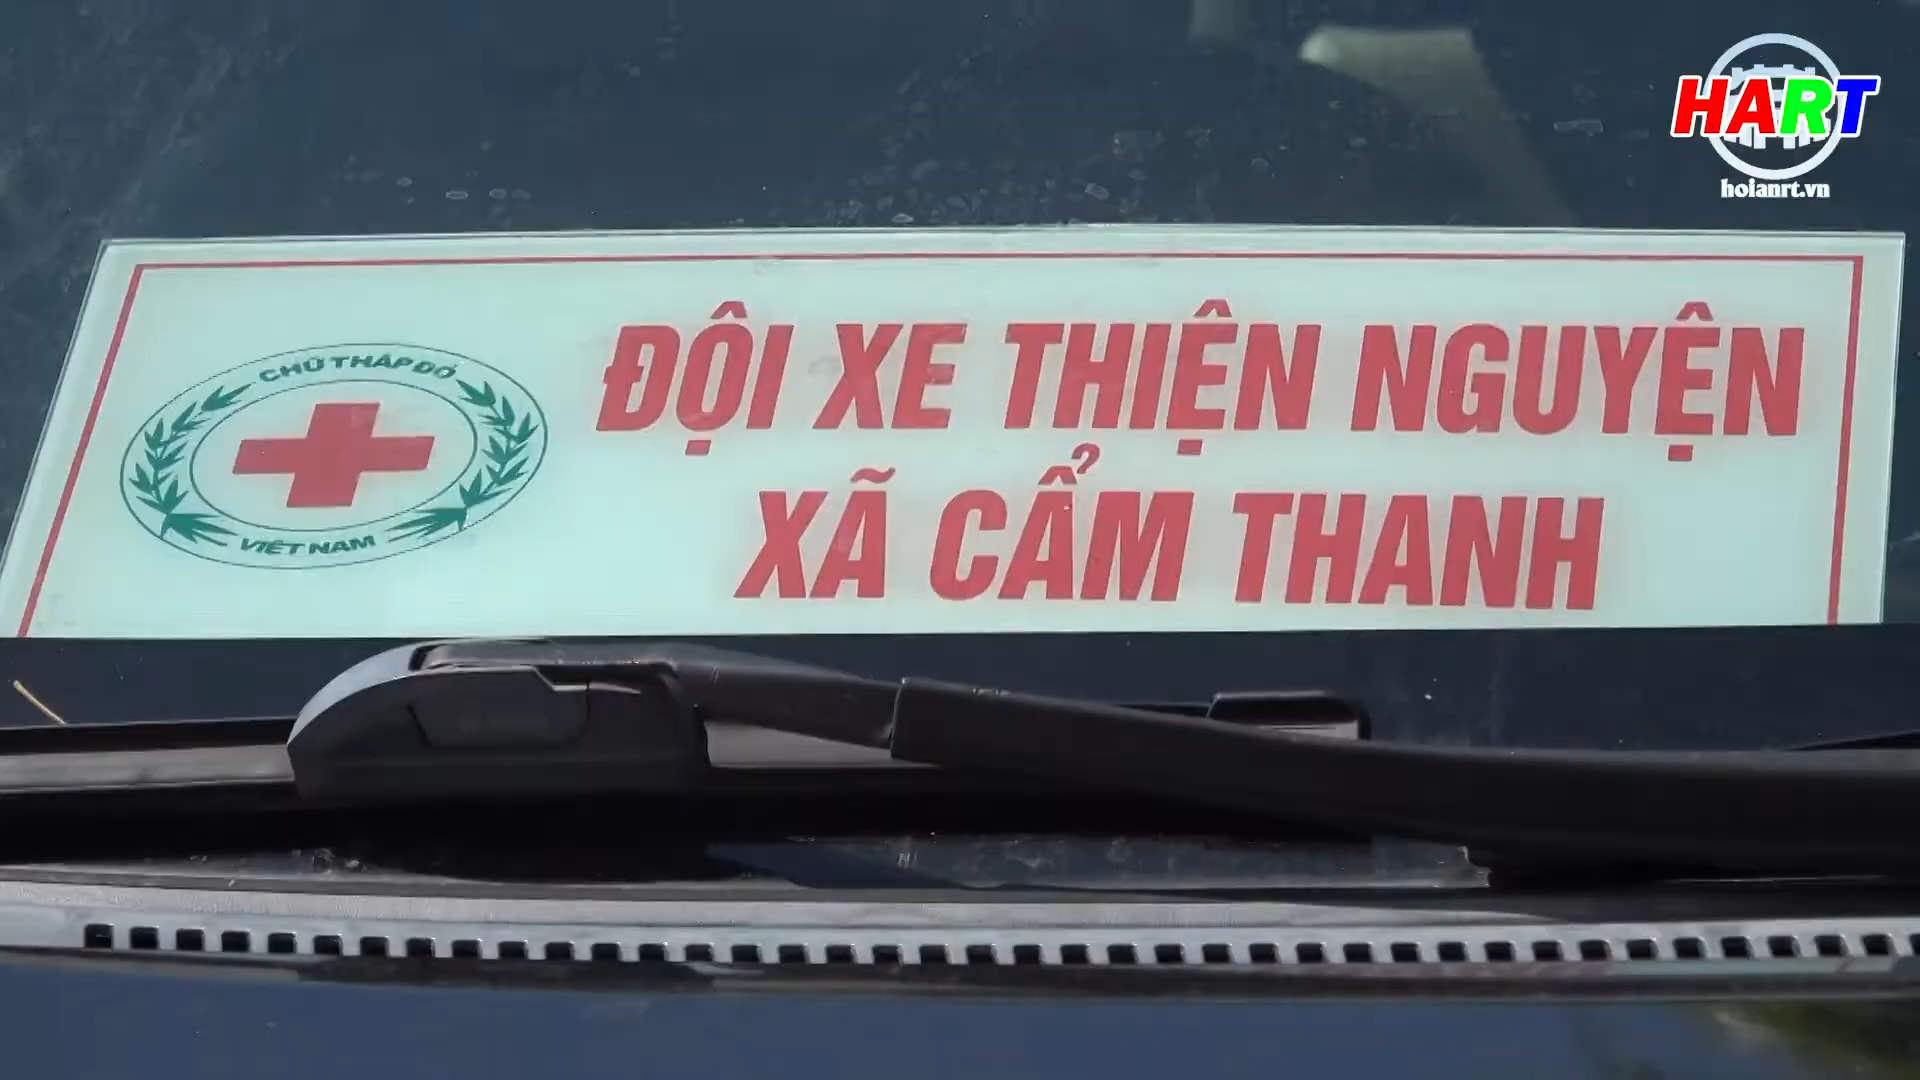 HART
hoianrt.vn
CHỮ THẬP ĐỎ
VIỆT NAM
ĐỘI XE THIỆN NGUYỆN
XÃ CẨM THANH